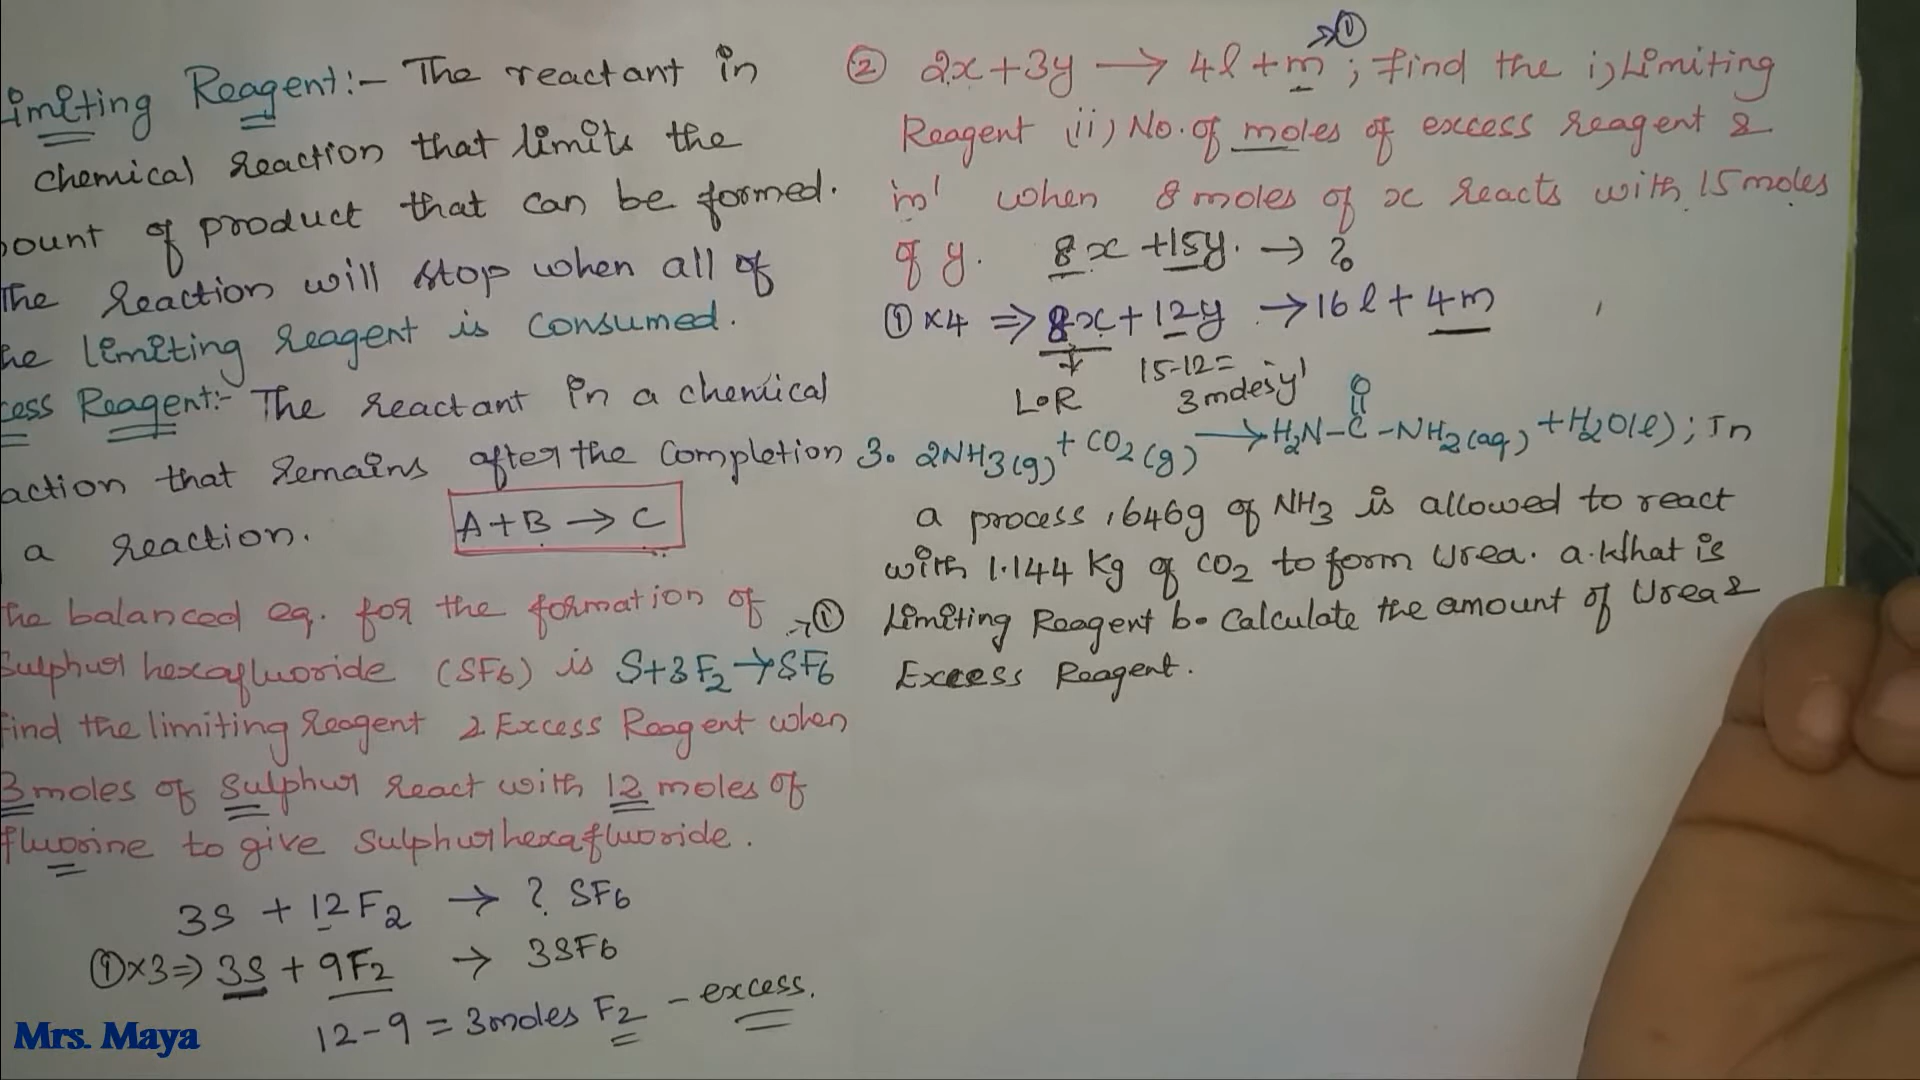 imiting Reagent:- The reactant in
chemical reaction that limits the
ount of product that can be formed.
The reaction will stop when all of
he limiting reagent is consumed.
cess Reagent:- The reactant in a chemical
action that remains after the completion
a reaction.
A+B → C
The balanced eq. for the formation of
→①
Sulphur hexafluoride (SF6) is S+3F2→SF6
Find the limiting reagent & Excess Reagent when
3 moles of Sulphur react with 12 moles of
fluorine to give Sulphurhexafluoride.
3S + 12F2 → ? SF6
①×3⇒ 3S + 9F2 → 3SF6
12-9 = 3moles F2 - excess.
→①
② 2x+3y → 4l+m; find the i) Limiting
Reagent (ii) No. of moles of excess reagent &
'm' when 8 moles of x reacts with 15 moles
of y. 8x +15y. → ?
①×4 ⇒ 8x+12y → 16l+4m
↓ 15-12=
LoR 3moles'y'
O
3. 2NH3(g)+CO2(g) → H2N-C-NH2(aq)+H2O(l); In
a process, 646g of NH3 is allowed to react
with 1.144 Kg of CO2 to form Urea. a. What is
Limiting Reagent b. Calculate the amount of Urea &
Excess Reagent.
Mrs. Maya